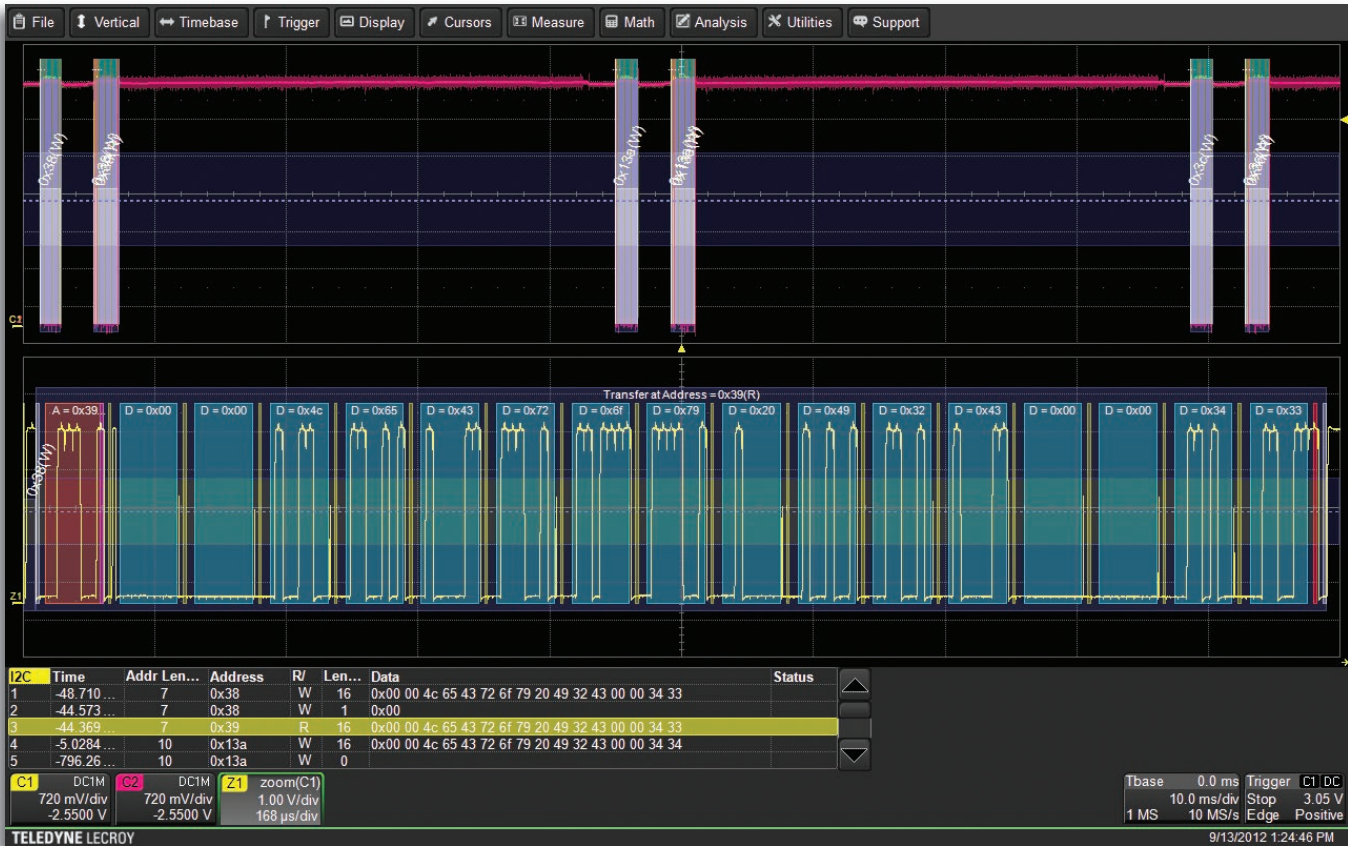 File Vertical Timebase Trigger Display Cursors Measure Math Analysis Utilities Support
0x38(W) 0x13a(W) 0x3c(W)
C1
Transfer at Address = 0x39(R)
A = 0x39... D = 0x00 D = 0x00 D = 0x4c D = 0x65 D = 0x43 D = 0x72 D = 0x6f D = 0x79 D = 0x20 D = 0x49 D = 0x32 D = 0x43 D = 0x00 D = 0x00 D = 0x34 D = 0x33
0x38(W)
Z1
I2C Time Addr Len... Address R/ Len... Data Status
1 -48.710 ... 7 0x38 W 16 0x00 00 4c 65 43 72 6f 79 20 49 32 43 00 00 34 33
2 -44.573 ... 7 0x38 W 1 0x00
3 -44.369 ... 7 0x39 R 16 0x00 00 4c 65 43 72 6f 79 20 49 32 43 00 00 34 33
4 -5.0284 ... 10 0x13a W 16 0x00 00 4c 65 43 72 6f 79 20 49 32 43 00 00 34 34
5 -796.26 ... 10 0x13a W 0
C1 DC1M C2 DC1M Z1 zoom(C1) Tbase 0.0 ms Trigger C1 DC
720 mV/div 720 mV/div 1.00 V/div 10.0 ms/div Stop 3.05 V
-2.5500 V -2.5500 V 168 µs/div 1 MS 10 MS/s Edge Positive
TELEDYNE LECROY 9/13/2012 1:24:46 PM